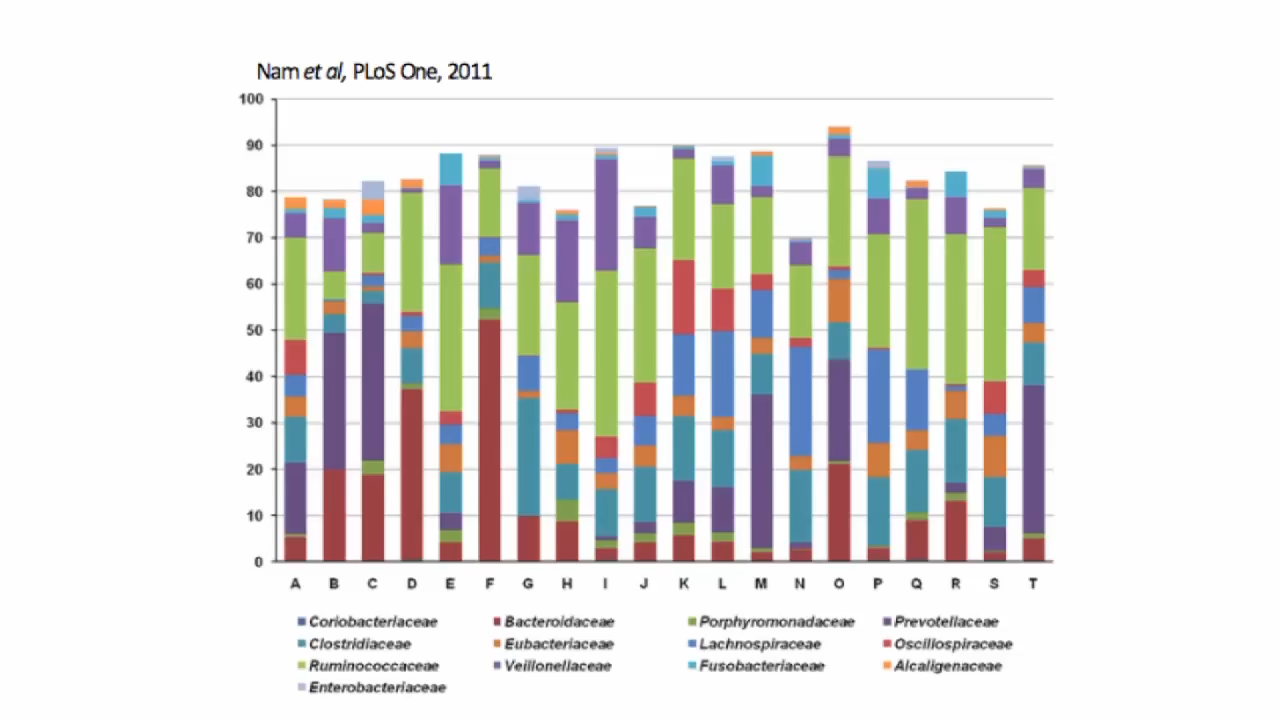 Nam et al, PLoS One, 2011
100
90
80
70
60
50
40
30
20
10
0
A B C D E F G H I J K L M N O P Q R S T
Coriobacteriaceae Bacteroidaceae Porphyromonadaceae Prevotellaceae
Clostridiaceae Eubacteriaceae Lachnospiraceae Oscillospiraceae
Ruminococcaceae Veillonellaceae Fusobacteriaceae Alcaligenaceae
Enterobacteriaceae